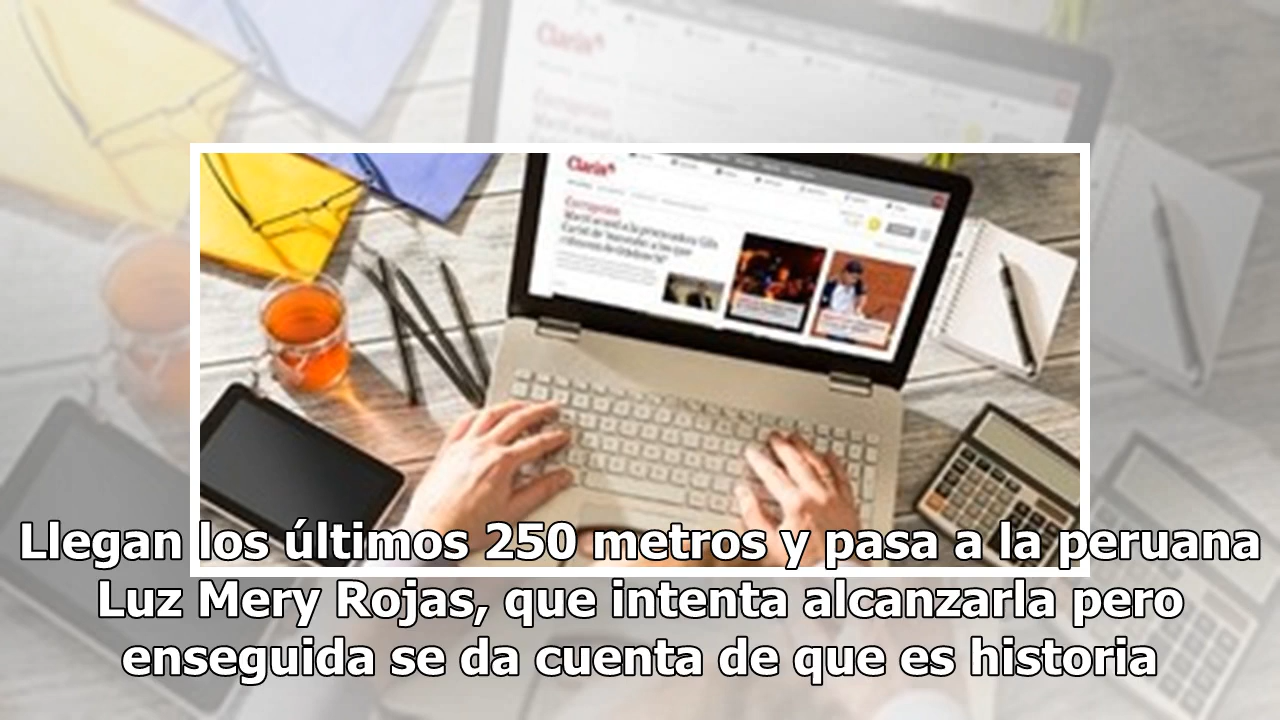 Clarín
Llegan los últimos 250 metros y pasa a la peruana
Luz Mery Rojas, que intenta alcanzarla pero
enseguida se da cuenta de que es historia